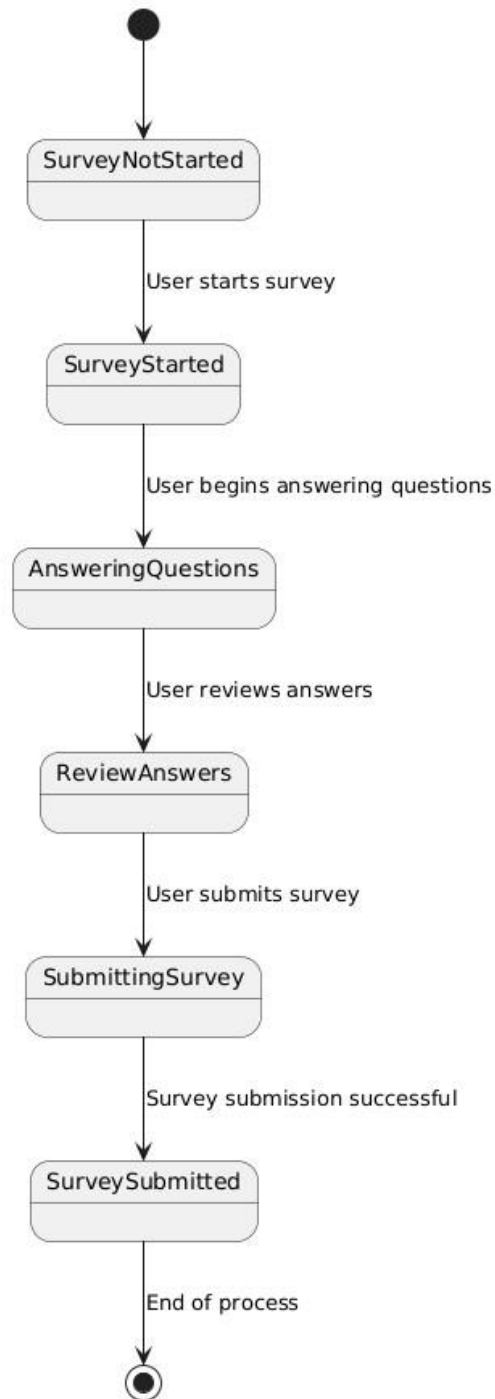 SurveyNotStarted
User starts survey
SurveyStarted
User begins answering questions
AnsweringQuestions
User reviews answers
ReviewAnswers
User submits survey
SubmittingSurvey
Survey submission successful
SurveySubmitted
End of process